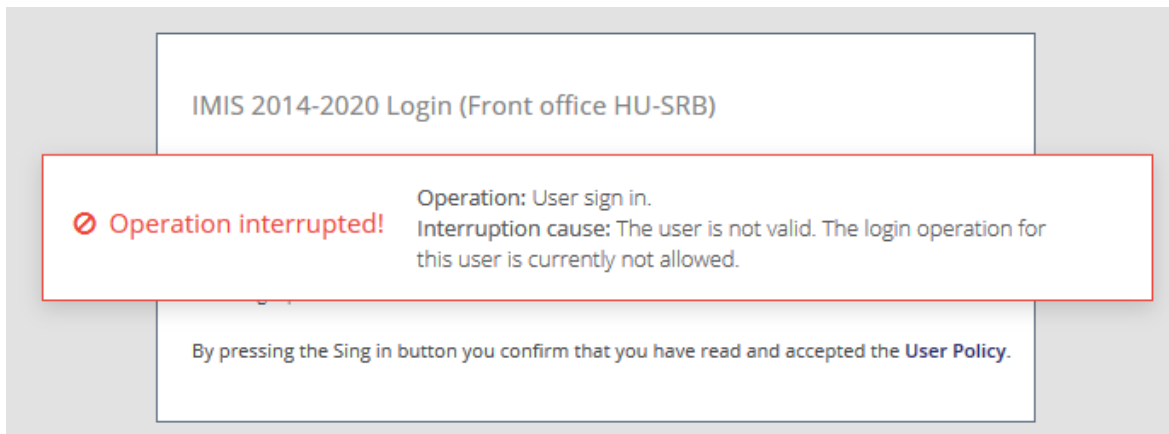 IMIS 2014-2020 Login (Front office HU-SRB)
Operation interrupted!
Operation: User sign in.
Interruption cause: The user is not valid. The login operation for
this user is currently not allowed.
By pressing the Sing in button you confirm that you have read and accepted the User Policy.